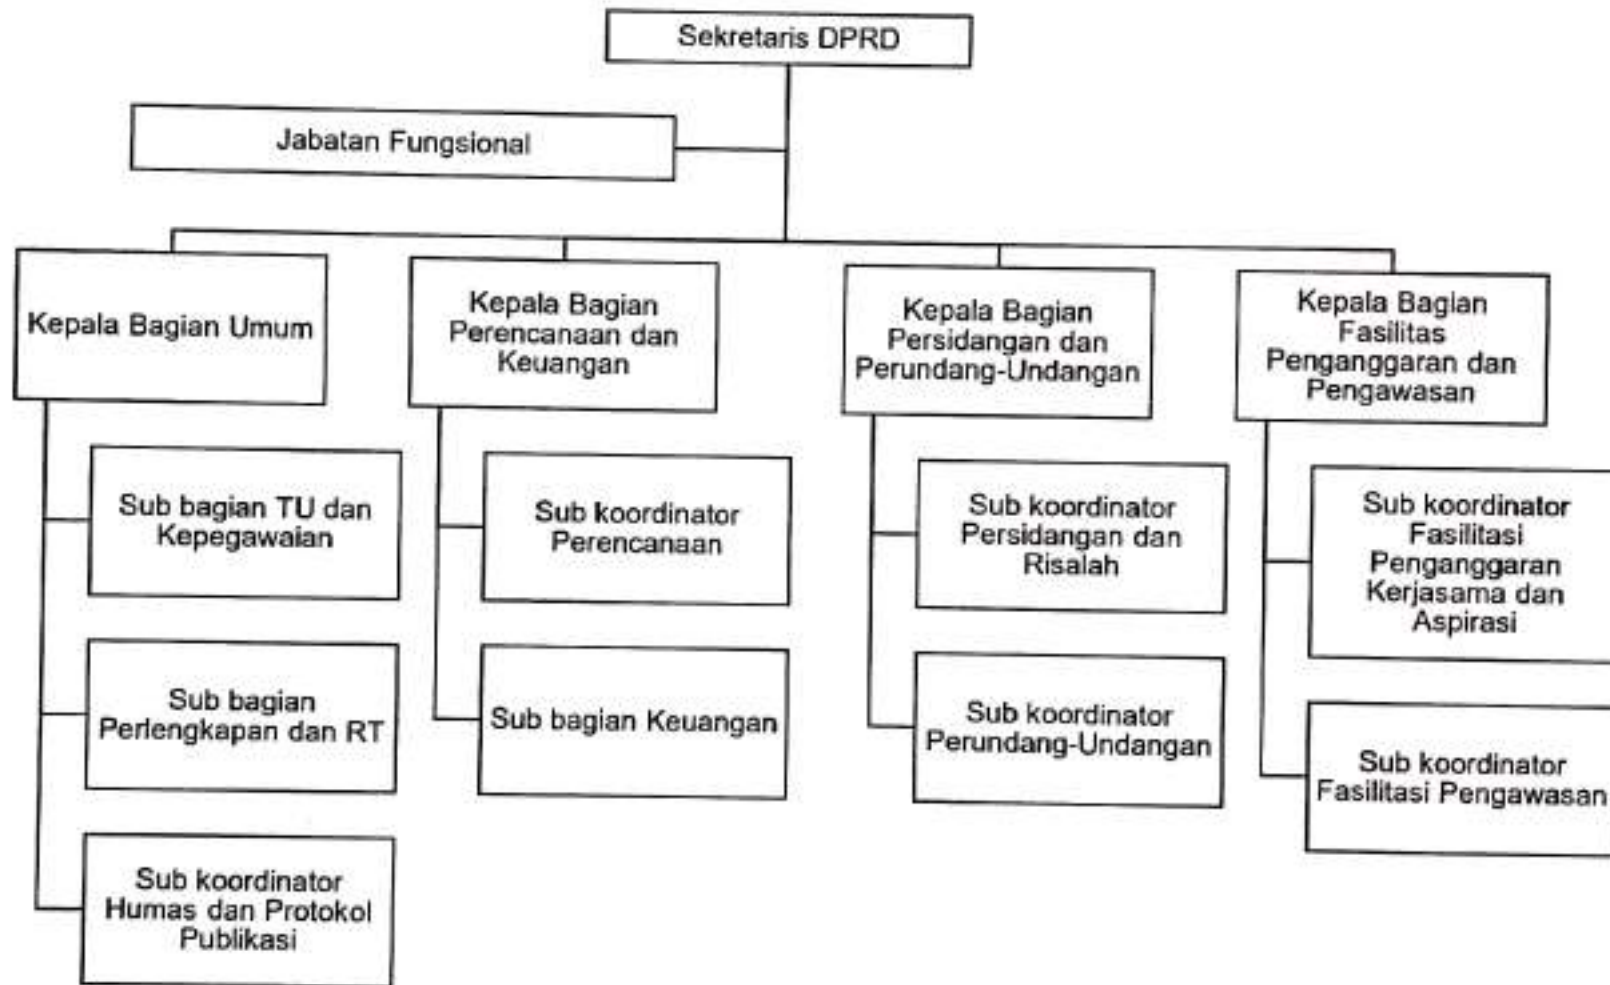 Sekretaris DPRD
Jabatan Fungsional
Kepala Bagian Umum
Kepala Bagian
Perencanaan dan
Keuangan
Kepala Bagian
Persidangan dan
Perundang-Undangan
Kepala Bagian
Fasilitas
Penganggaran dan
Pengawasan
Sub bagian TU dan
Kepegawaian
Sub bagian
Perlengkapan dan RT
Sub koordinator
Humas dan Protokol
Publikasi
Sub koordinator
Perencanaan
Sub bagian Keuangan
Sub koordinator
Persidangan dan
Risalah
Sub koordinator
Perundang-Undangan
Sub koordinator
Fasilitasi
Penganggaran
Kerjasama dan
Aspirasi
Sub koordinator
Fasilitasi Pengawasan